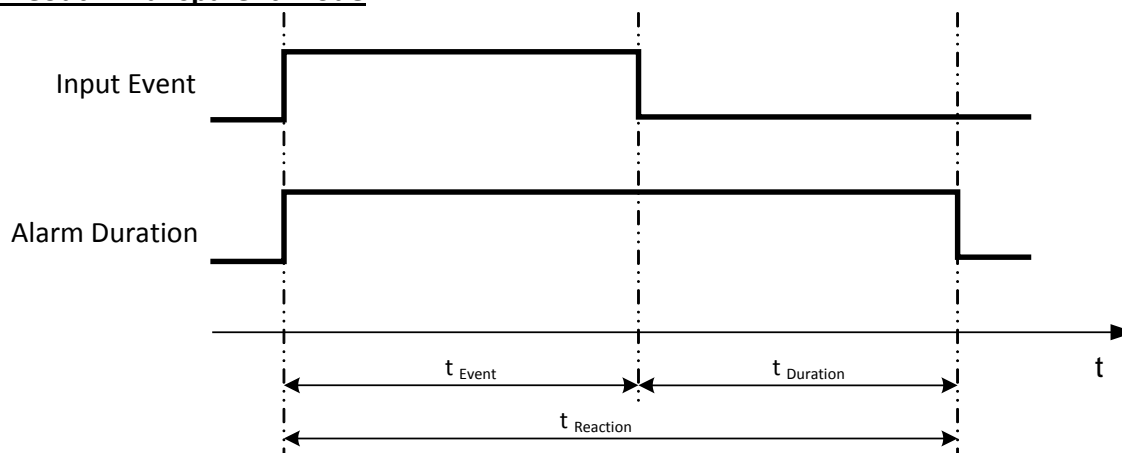 Input Event
Alarm Duration
t
t Event
t Duration
t Reaction